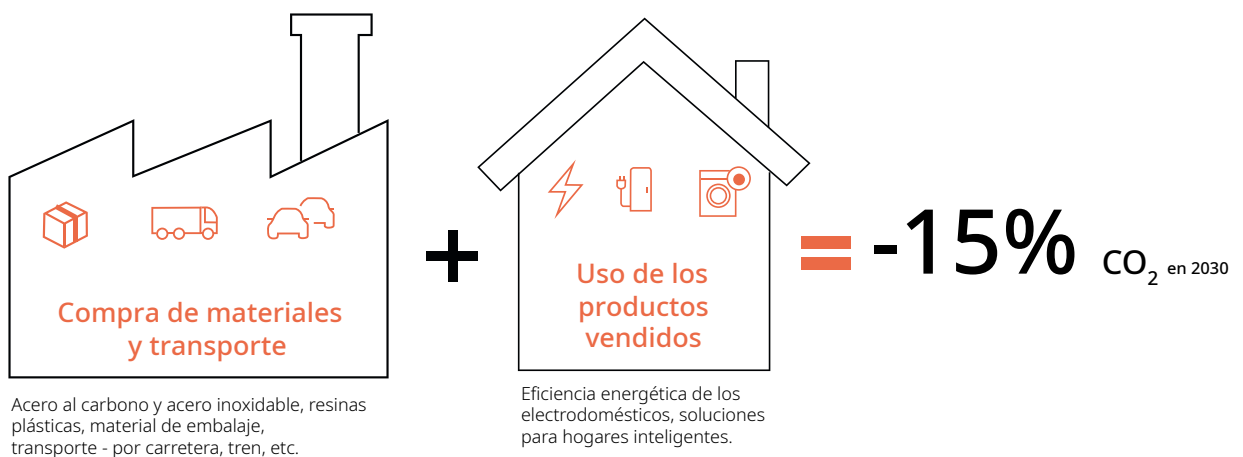 Compra de materiales
y transporte
Acero al carbono y acero inoxidable, resinas
plásticas, material de embalaje,
transporte - por carretera, tren, etc.
+
Uso de los
productos
vendidos
Eficiencia energética de los
electrodomésticos, soluciones
para hogares inteligentes.
= -15% CO₂ en 2030